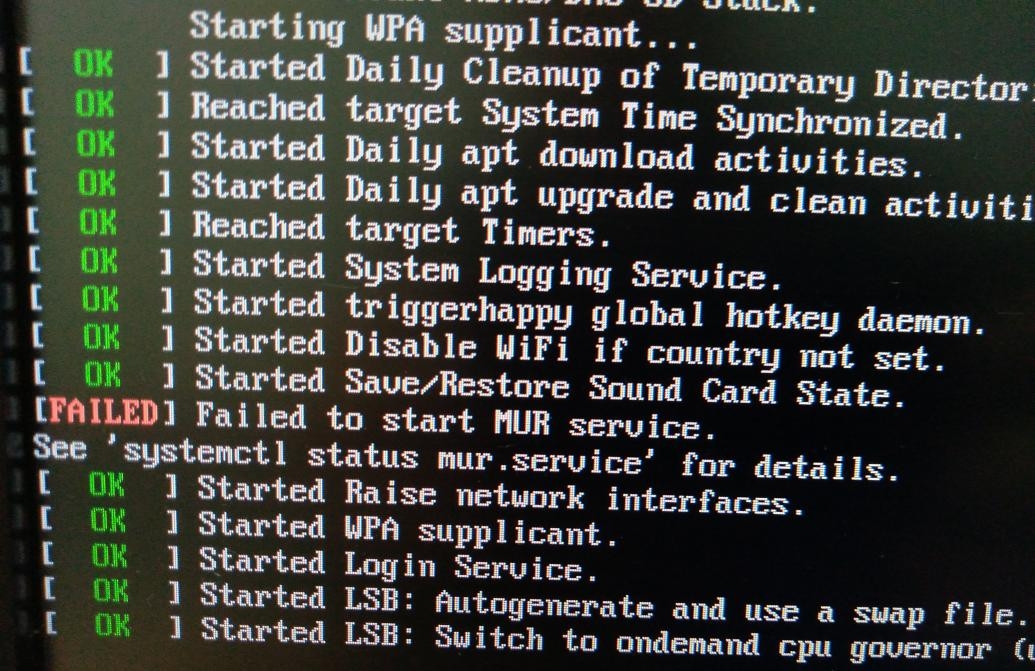 Stack.
Starting WPA supplicant...
[ OK ] Started Daily Cleanup of Temporary Director
[ OK ] Reached target System Time Synchronized.
[ OK ] Started Daily apt download activities.
[ OK ] Started Daily apt upgrade and clean activiti
[ OK ] Reached target Timers.
[ OK ] Started System Logging Service.
[ OK ] Started triggerhappy global hotkey daemon.
[ OK ] Started Disable WiFi if country not set.
[ OK ] Started Save/Restore Sound Card State.
[FAILED] Failed to start MUR service.
See 'systemctl status mur.service' for details.
[ OK ] Started Raise network interfaces.
[ OK ] Started WPA supplicant.
[ OK ] Started Login Service.
[ OK ] Started LSB: Autogenerate and use a swap file.
[ OK ] Started LSB: Switch to ondemand cpu governor (